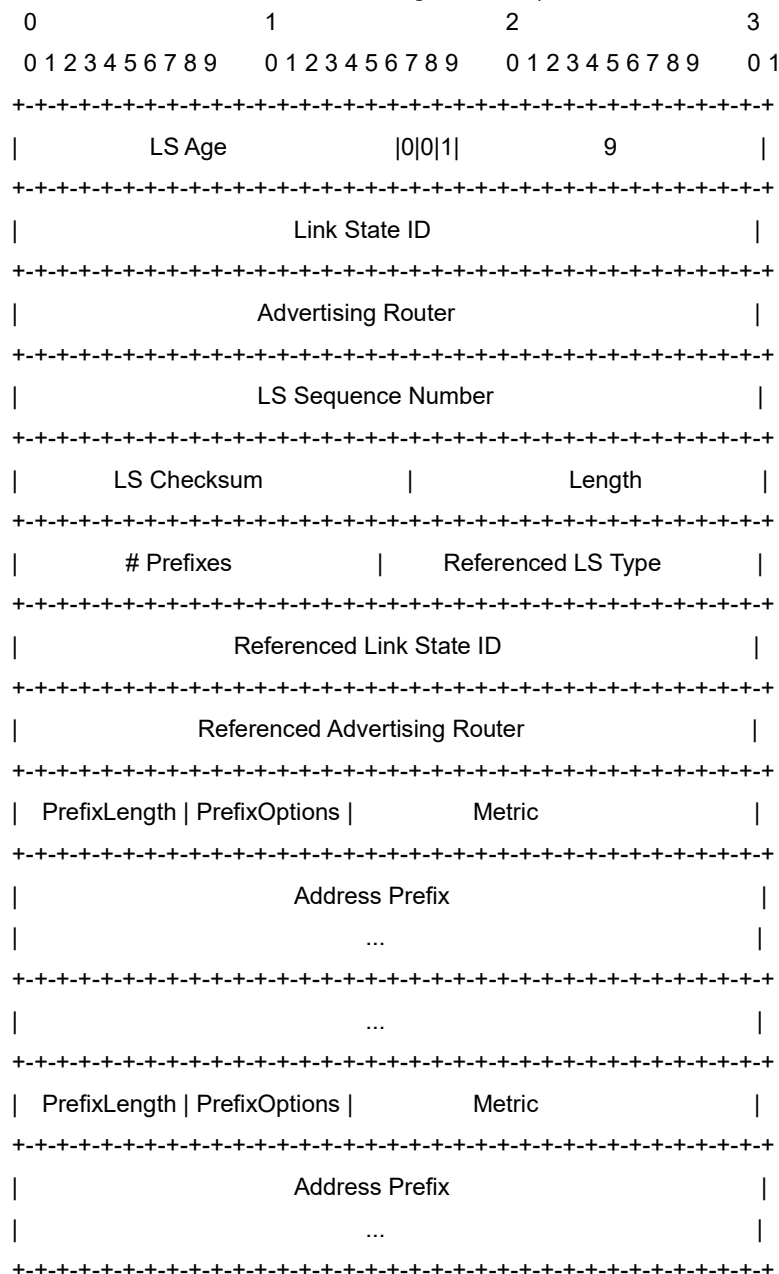 0 1 2 3
0 1 2 3 4 5 6 7 8 9 0 1 2 3 4 5 6 7 8 9 0 1 2 3 4 5 6 7 8 9 0 1
+-+-+-+-+-+-+-+-+-+-+-+-+-+-+-+-+-+-+-+-+-+-+-+-+-+-+-+-+-+-+-+-+
| LS Age |0|0|1| 9 |
+-+-+-+-+-+-+-+-+-+-+-+-+-+-+-+-+-+-+-+-+-+-+-+-+-+-+-+-+-+-+-+-+
| Link State ID |
+-+-+-+-+-+-+-+-+-+-+-+-+-+-+-+-+-+-+-+-+-+-+-+-+-+-+-+-+-+-+-+-+
| Advertising Router |
+-+-+-+-+-+-+-+-+-+-+-+-+-+-+-+-+-+-+-+-+-+-+-+-+-+-+-+-+-+-+-+-+
| LS Sequence Number |
+-+-+-+-+-+-+-+-+-+-+-+-+-+-+-+-+-+-+-+-+-+-+-+-+-+-+-+-+-+-+-+-+
| LS Checksum | Length |
+-+-+-+-+-+-+-+-+-+-+-+-+-+-+-+-+-+-+-+-+-+-+-+-+-+-+-+-+-+-+-+-+
| # Prefixes | Referenced LS Type |
+-+-+-+-+-+-+-+-+-+-+-+-+-+-+-+-+-+-+-+-+-+-+-+-+-+-+-+-+-+-+-+-+
| Referenced Link State ID |
+-+-+-+-+-+-+-+-+-+-+-+-+-+-+-+-+-+-+-+-+-+-+-+-+-+-+-+-+-+-+-+-+
| Referenced Advertising Router |
+-+-+-+-+-+-+-+-+-+-+-+-+-+-+-+-+-+-+-+-+-+-+-+-+-+-+-+-+-+-+-+-+
| PrefixLength | PrefixOptions | Metric |
+-+-+-+-+-+-+-+-+-+-+-+-+-+-+-+-+-+-+-+-+-+-+-+-+-+-+-+-+-+-+-+-+
| Address Prefix |
| ... |
+-+-+-+-+-+-+-+-+-+-+-+-+-+-+-+-+-+-+-+-+-+-+-+-+-+-+-+-+-+-+-+-+
| ... |
+-+-+-+-+-+-+-+-+-+-+-+-+-+-+-+-+-+-+-+-+-+-+-+-+-+-+-+-+-+-+-+-+
| PrefixLength | PrefixOptions | Metric |
+-+-+-+-+-+-+-+-+-+-+-+-+-+-+-+-+-+-+-+-+-+-+-+-+-+-+-+-+-+-+-+-+
| Address Prefix |
| ... |
+-+-+-+-+-+-+-+-+-+-+-+-+-+-+-+-+-+-+-+-+-+-+-+-+-+-+-+-+-+-+-+-+